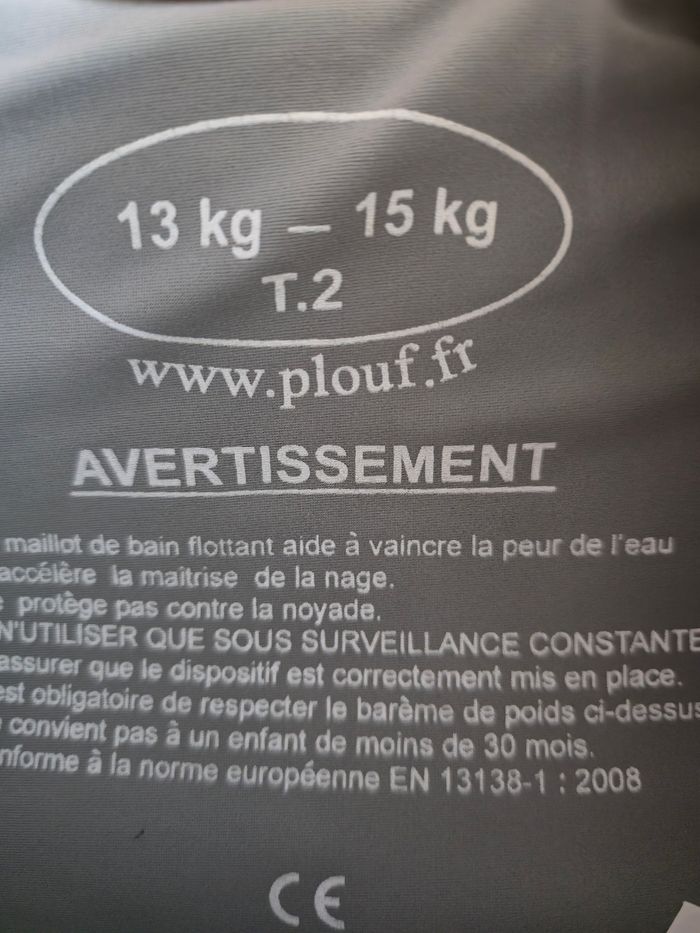 13 kg – 15 kg
T.2
www.plouf.fr
AVERTISSEMENT
maillot de bain flottant aide à vaincre la peur de l'eau
accélère la maitrise de la nage.
protège pas contre la noyade.
N'UTILISER QUE SOUS SURVEILLANCE CONSTANTE
assurer que le dispositif est correctement mis en place.
est obligatoire de respecter le barême de poids ci-dessus
convient pas à un enfant de moins de 30 mois.
nforme à la norme européenne EN 13138-1 : 2008
CE